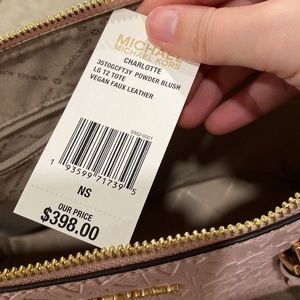 MICHAEL
MICHAEL KORS
CHARLOTTE
35T0GCFT3Y POWDER BLUSH
LG TZ TOTE
VEGAN FAUX LEATHER
1 93599 71739 5
NS
OUR PRICE
$398.00